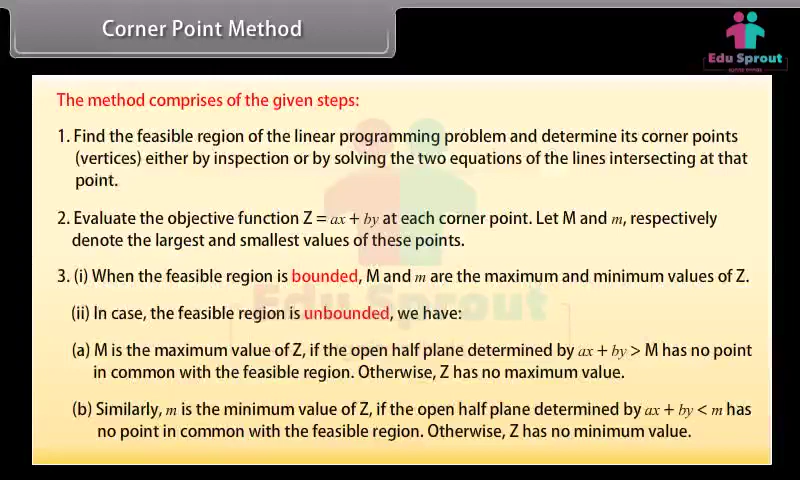 Corner Point Method
Edu Sprout
The method comprises of the given steps:
1. Find the feasible region of the linear programming problem and determine its corner points
(vertices) either by inspection or by solving the two equations of the lines intersecting at that
point.
2. Evaluate the objective function Z = ax + by at each corner point. Let M and m, respectively
denote the largest and smallest values of these points.
3. (i) When the feasible region is bounded, M and m are the maximum and minimum values of Z.
(ii) In case, the feasible region is unbounded, we have:
(a) M is the maximum value of Z, if the open half plane determined by ax + by > M has no point
in common with the feasible region. Otherwise, Z has no maximum value.
(b) Similarly, m is the minimum value of Z, if the open half plane determined by ax + by < m has
no point in common with the feasible region. Otherwise, Z has no minimum value.
Edu Sprout